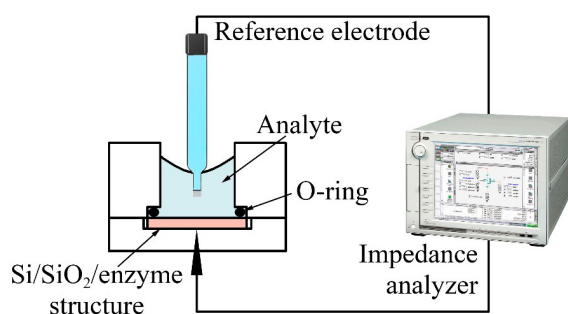 Reference electrode
Analyte
O-ring
Si/SiO₂/enzyme
structure
Impedance
analyzer